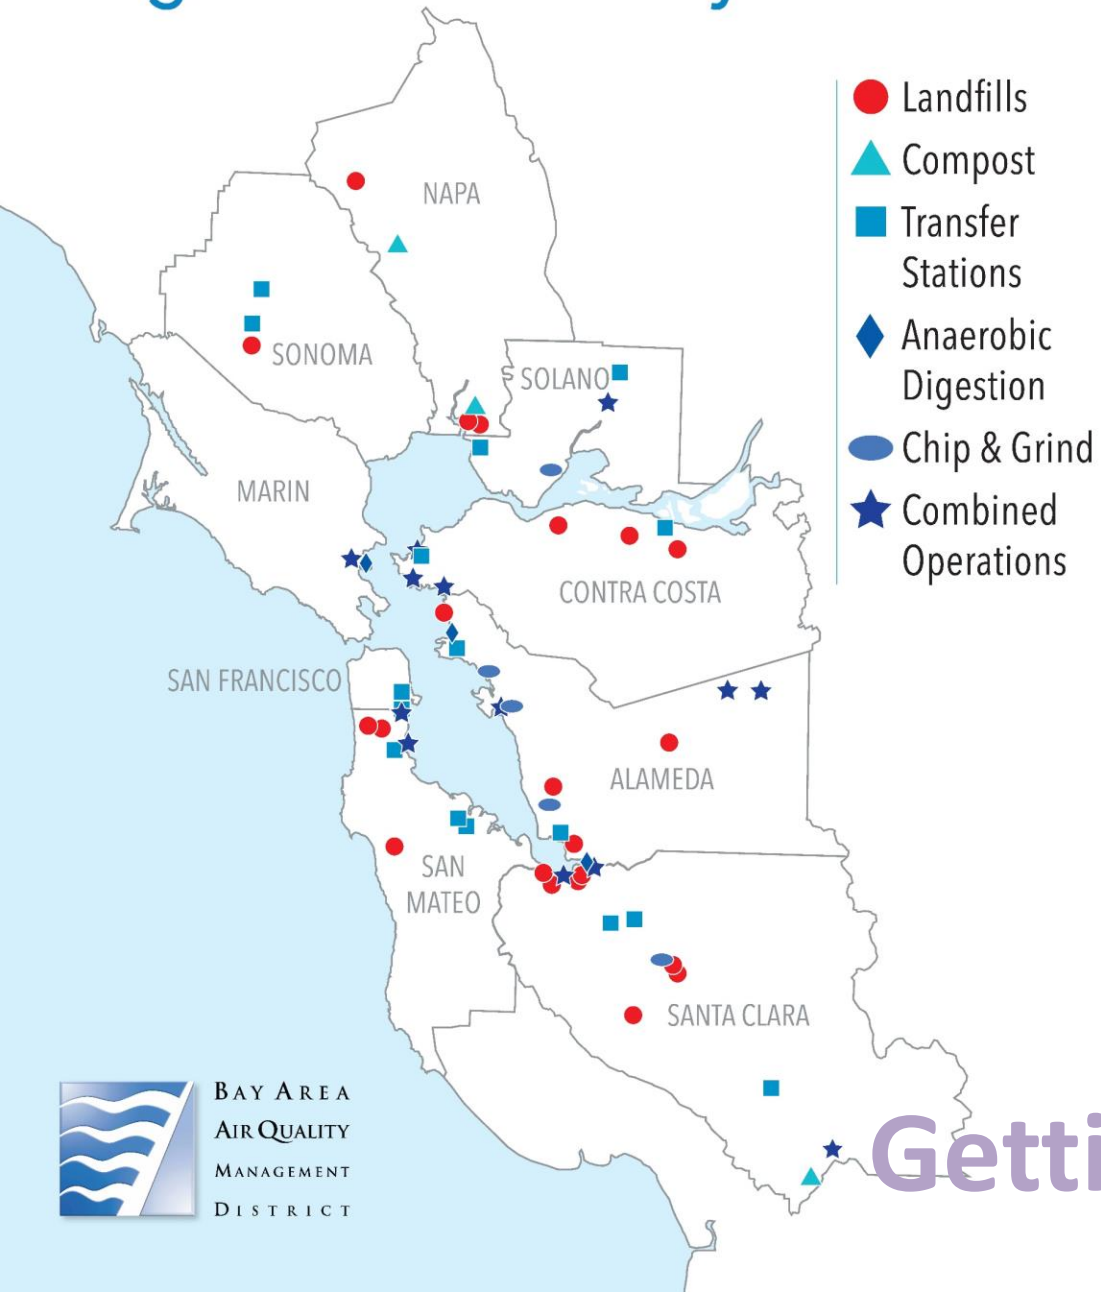 Landfills
Compost
Transfer
Stations
Anaerobic
Digestion
Chip & Grind
Combined
Operations
NAPA
SONOMA
SOLANO
MARIN
CONTRA COSTA
SAN FRANCISCO
ALAMEDA
SAN
MATEO
SANTA CLARA
BAY AREA
AIR QUALITY
MANAGEMENT
DISTRICT
Getti